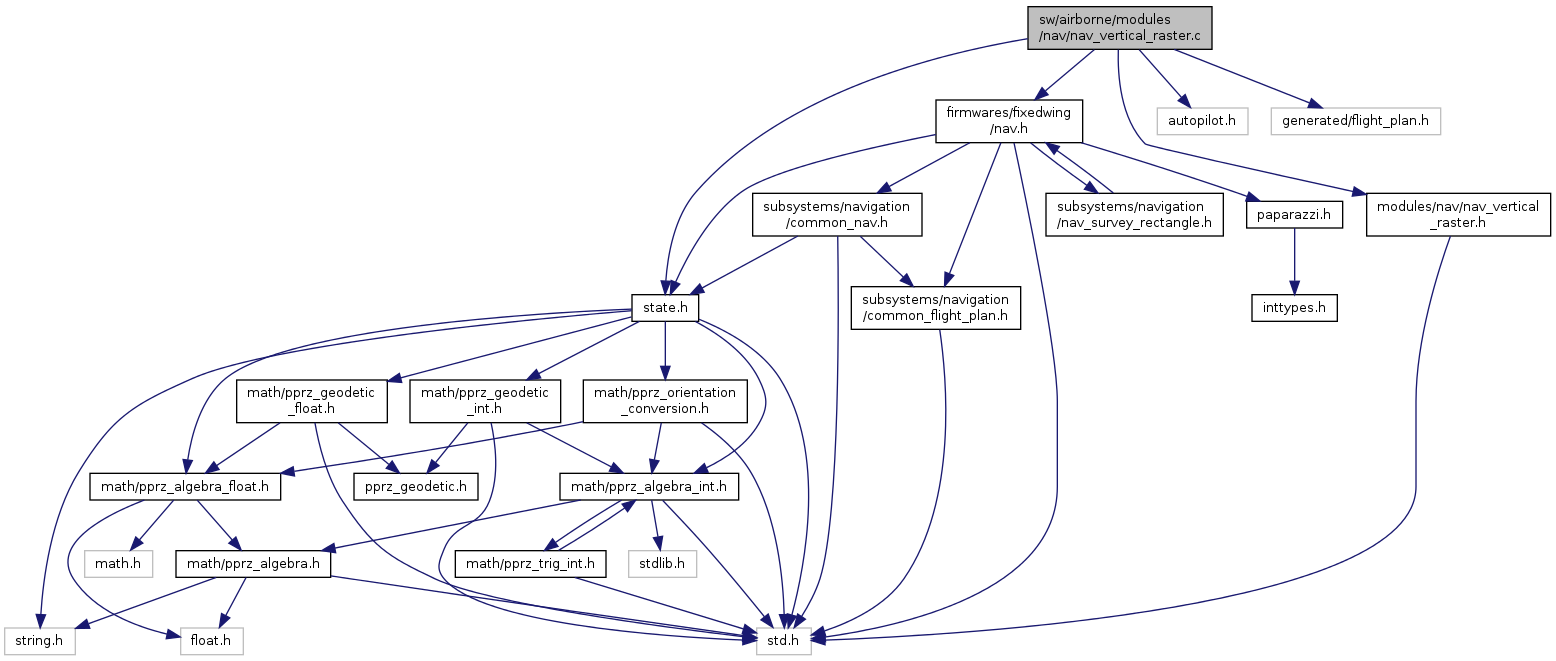 sw/airborne/modules
/nav/nav_vertical_raster.c
firmwares/fixedwing
/nav.h
autopilot.h
generated/flight_plan.h
subsystems/navigation
/common_nav.h
subsystems/navigation
/nav_survey_rectangle.h
paparazzi.h
modules/nav/nav_vertical
_raster.h
state.h
subsystems/navigation
/common_flight_plan.h
inttypes.h
math/pprz_geodetic
_float.h
math/pprz_geodetic
_int.h
math/pprz_orientation
_conversion.h
math/pprz_algebra_float.h
pprz_geodetic.h
math/pprz_algebra_int.h
math.h
math/pprz_algebra.h
math/pprz_trig_int.h
stdlib.h
string.h
float.h
std.h